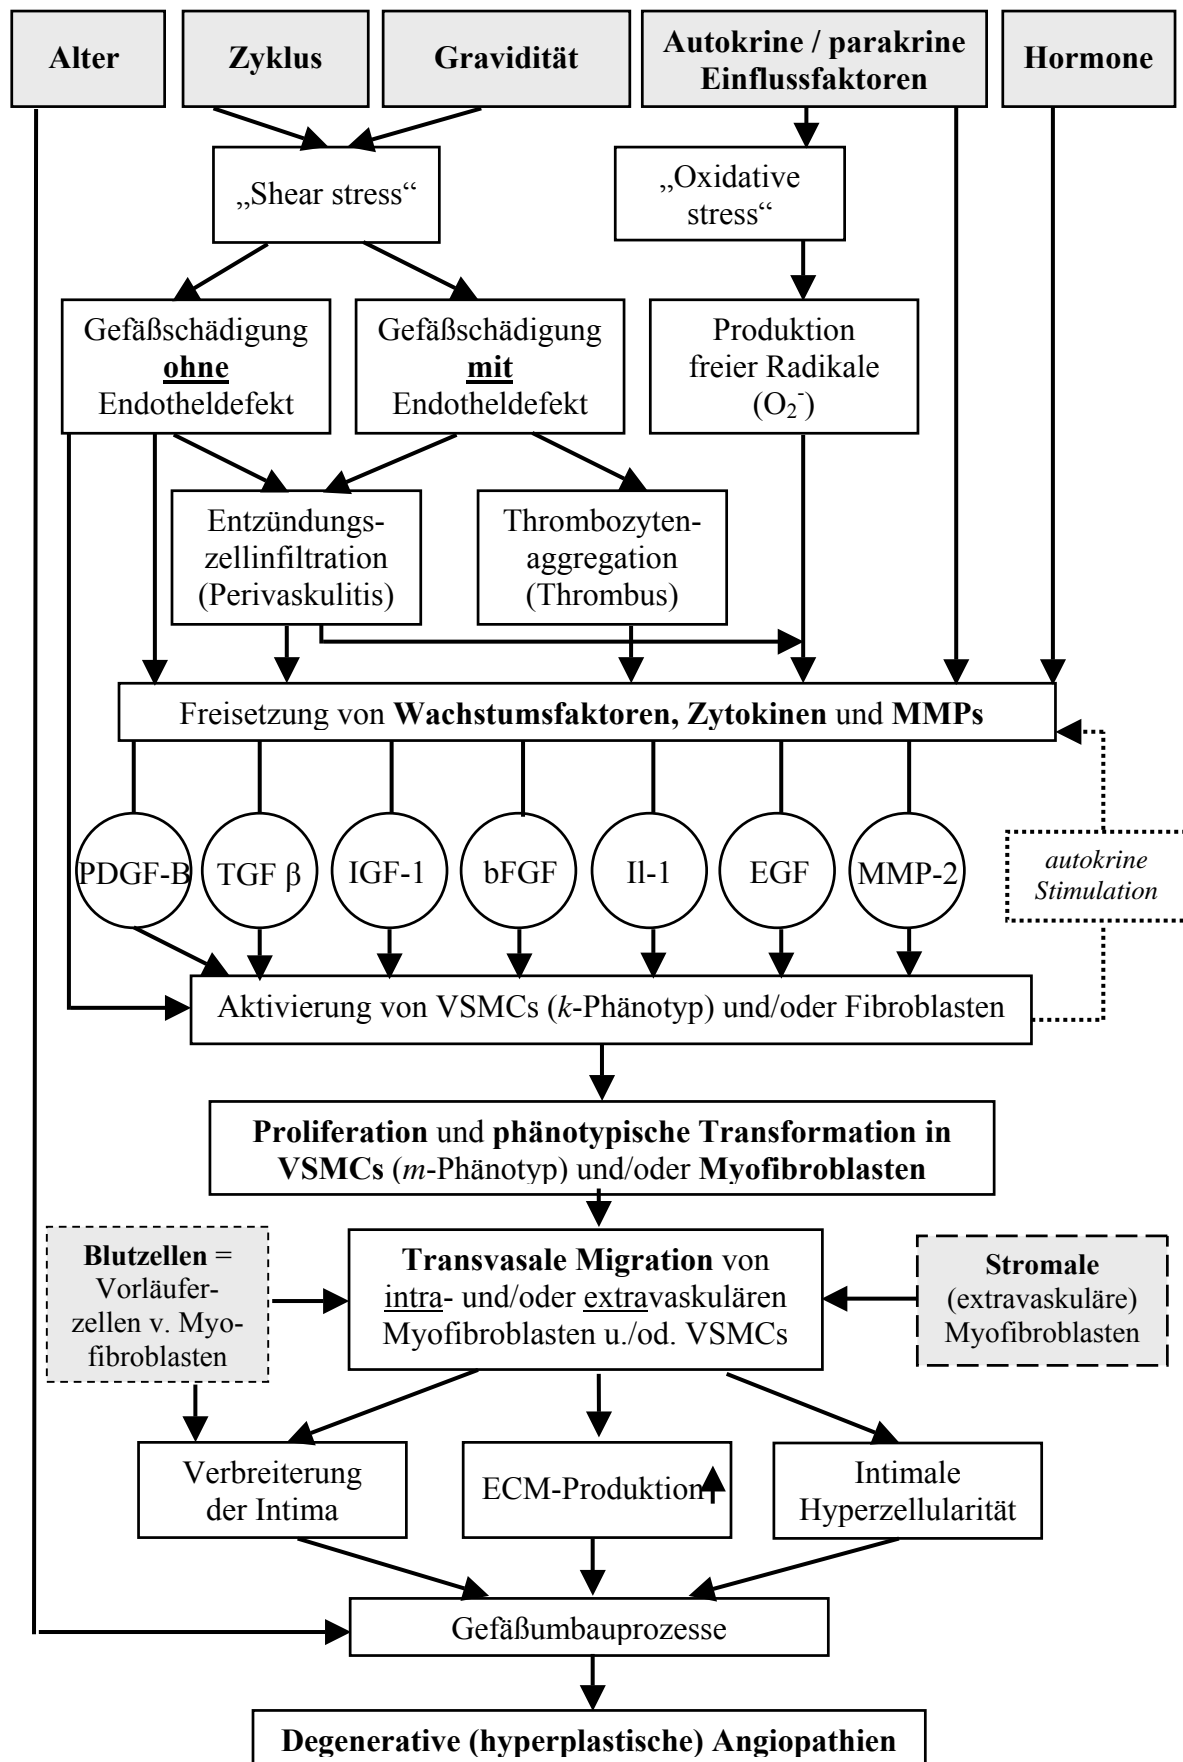 Alter
Zyklus
Gravidität
Autokrine / parakrine
Einflussfaktoren
Hormone
„Shear stress“
„Oxidative
stress“
Gefäßschädigung
ohne
Endotheldefekt
Gefäßschädigung
mit
Endotheldefekt
Produktion
freier Radikale
(O₂⁻)
Entzündungs-
zellinfiltration
(Perivaskulitis)
Thrombozyten-
aggregation
(Thrombus)
Freisetzung von Wachstumsfaktoren, Zytokinen und MMPs
PDGF-B
TGF β
IGF-1
bFGF
Il-1
EGF
MMP-2
autokrine
Stimulation
Aktivierung von VSMCs (k-Phänotyp) und/oder Fibroblasten
Proliferation und phänotypische Transformation in
VSMCs (m-Phänotyp) und/oder Myofibroblasten
Blutzellen =
Vorläufer-
zellen v. Myo-
fibroblasten
Transvasale Migration von
intra- und/oder extravaskulären
Myofibroblasten u./od. VSMCs
Stromale
(extravaskuläre)
Myofibroblasten
Verbreiterung
der Intima
ECM-Produktion
Intimale
Hyperzellularität
Gefäßumbauprozesse
Degenerative (hyperplastische) Angiopathien